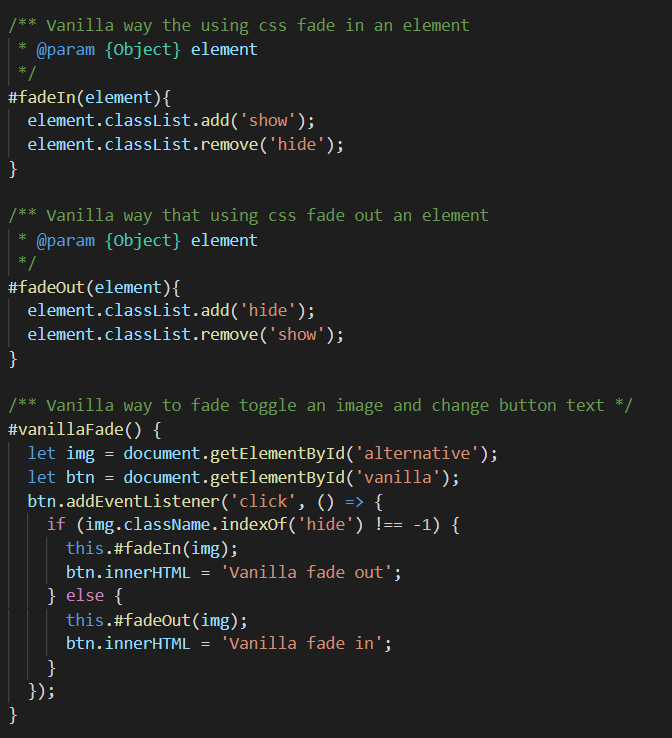 /** Vanilla way the using css fade in an element
 * @param {Object} element
 */
#fadeIn(element){
  element.classList.add('show');
  element.classList.remove('hide');
}

/** Vanilla way that using css fade out an element
 * @param {Object} element
 */
#fadeOut(element){
  element.classList.add('hide');
  element.classList.remove('show');
}

/** Vanilla way to fade toggle an image and change button text */
#vanillaFade() {
  let img = document.getElementById('alternative');
  let btn = document.getElementById('vanilla');
  btn.addEventListener('click', () => {
    if (img.className.indexOf('hide') !== -1) {
      this.#fadeIn(img);
      btn.innerHTML = 'Vanilla fade out';
    } else {
      this.#fadeOut(img);
      btn.innerHTML = 'Vanilla fade in';
    }
  });
}